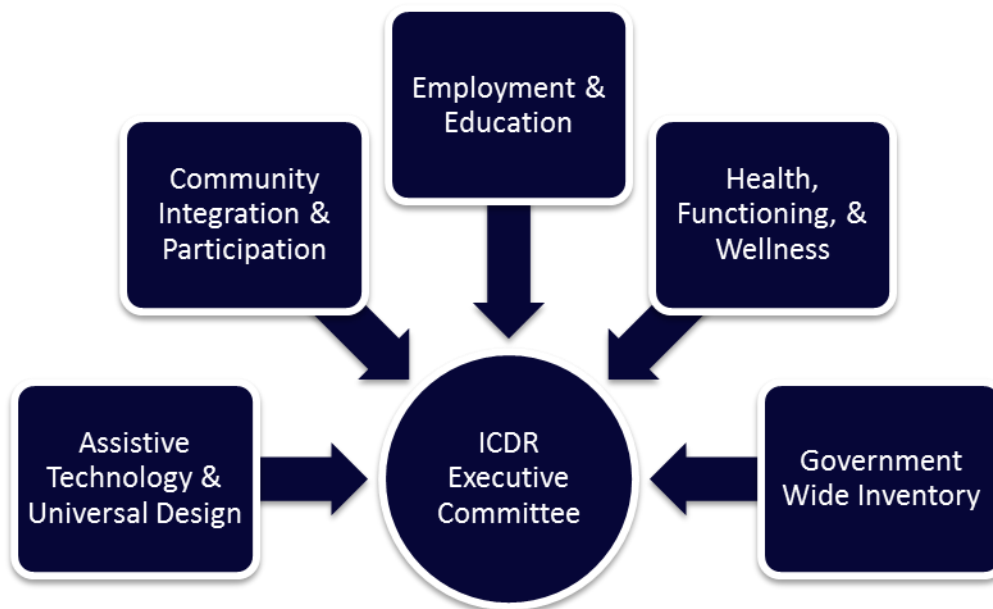 Employment &
Education
Community
Integration &
Participation
Health,
Functioning, &
Wellness
Assistive
Technology &
Universal Design
ICDR
Executive
Committee
Government
Wide Inventory